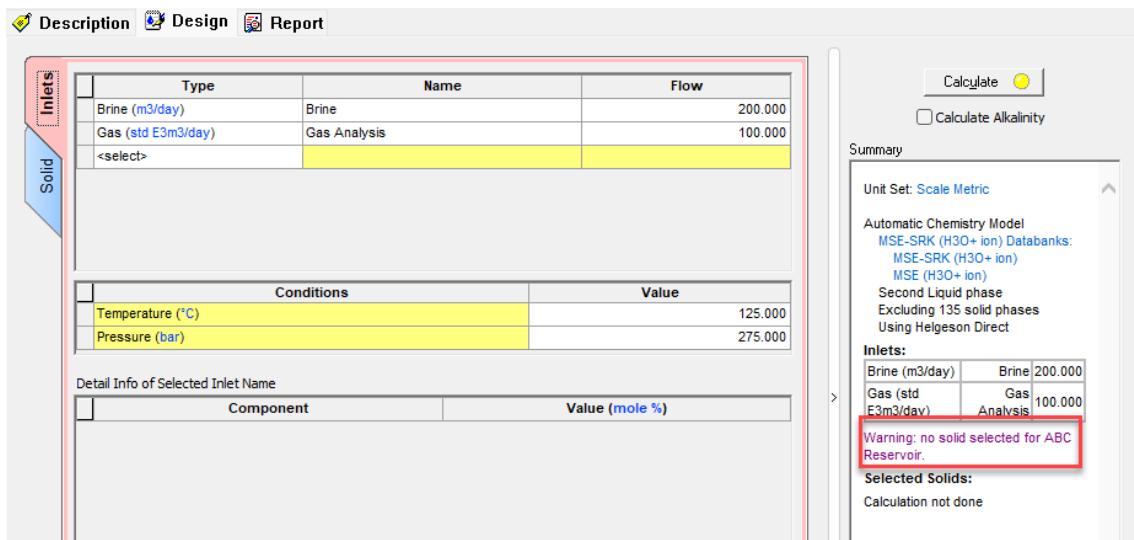 Description Design Report
Inlets
Solid
Type Name Flow
Brine (m3/day) Brine 200.000
Gas (std E3m3/day) Gas Analysis 100.000
<select>
Conditions Value
Temperature (°C) 125.000
Pressure (bar) 275.000
Detail Info of Selected Inlet Name
Component Value (mole %)
>
Calculate
Calculate Alkalinity
Summary
Unit Set: Scale Metric
Automatic Chemistry Model
MSE-SRK (H3O+ ion) Databanks:
MSE-SRK (H3O+ ion)
MSE (H3O+ ion)
Second Liquid phase
Excluding 135 solid phases
Using Helgeson Direct
Inlets:
Brine (m3/day) Brine 200.000
Gas (std Gas 100.000
E3m3/day) Analysis
Warning: no solid selected for ABC
Reservoir.
Selected Solids:
Calculation not done